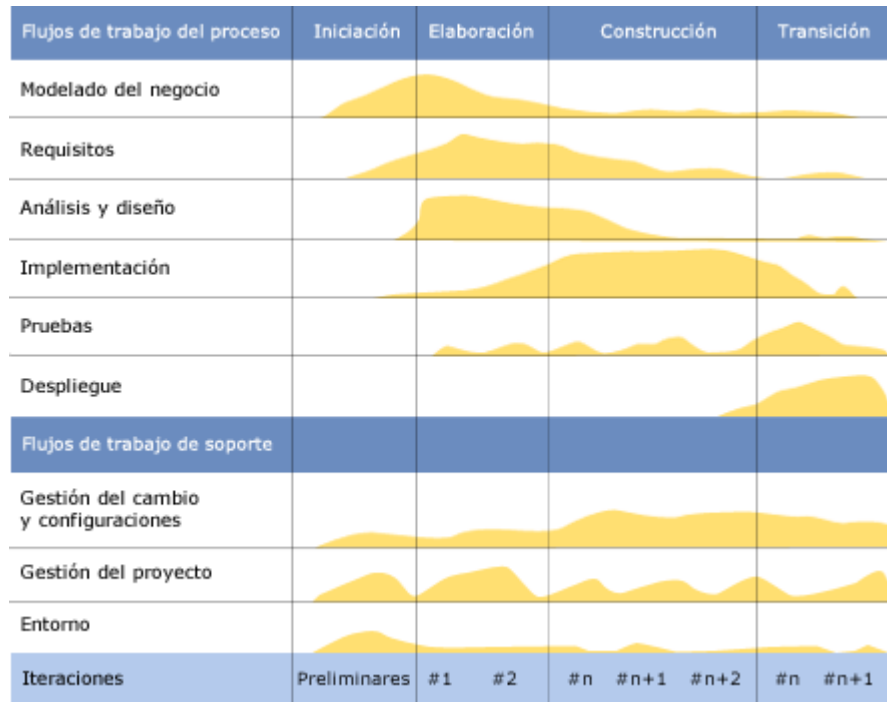 Flujos de trabajo del proceso Iniciación Elaboración Construcción Transición
Modelado del negocio
Requisitos
Análisis y diseño
Implementación
Pruebas
Despliegue
Flujos de trabajo de soporte
Gestión del cambio
y configuraciones
Gestión del proyecto
Entorno
Iteraciones Preliminares #1 #2 #n #n+1 #n+2 #n #n+1